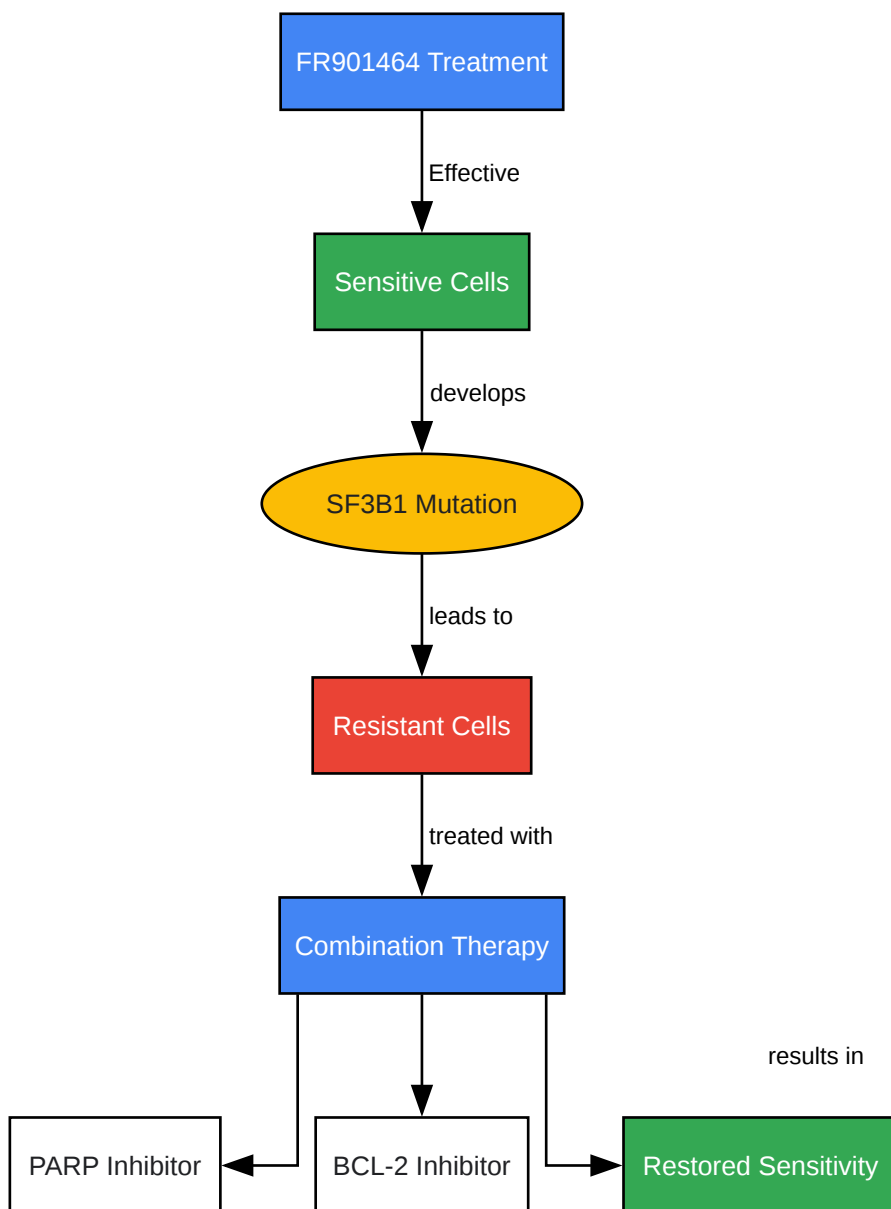 FR901464 Treatment
Effective
Sensitive Cells
develops
SF3B1 Mutation
leads to
Resistant Cells
treated with
Combination Therapy
results in
PARP Inhibitor
BCL-2 Inhibitor
Restored Sensitivity